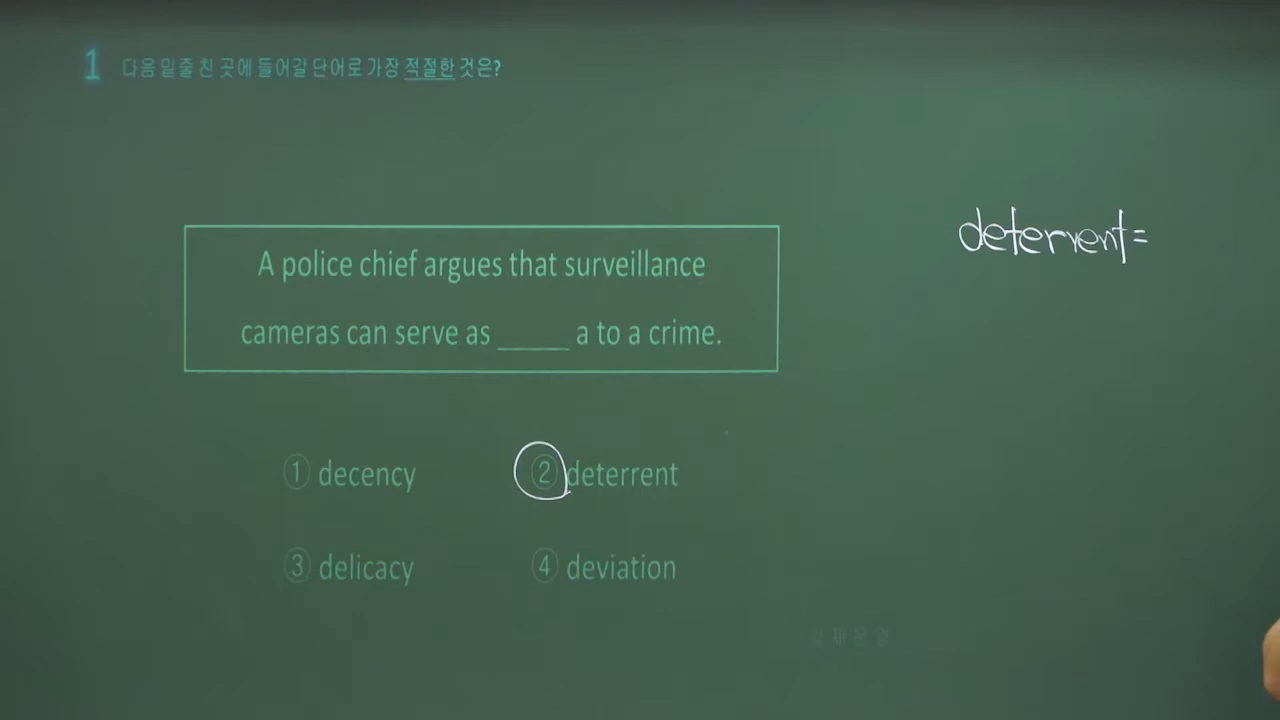 1 다음 밑줄 친 곳에 들어갈 단어로 가장 적절한 것은?
deterrent=
A police chief argues that surveillance
cameras can serve as _____ a to a crime.
① decency ② deterrent
③ delicacy ④ deviation